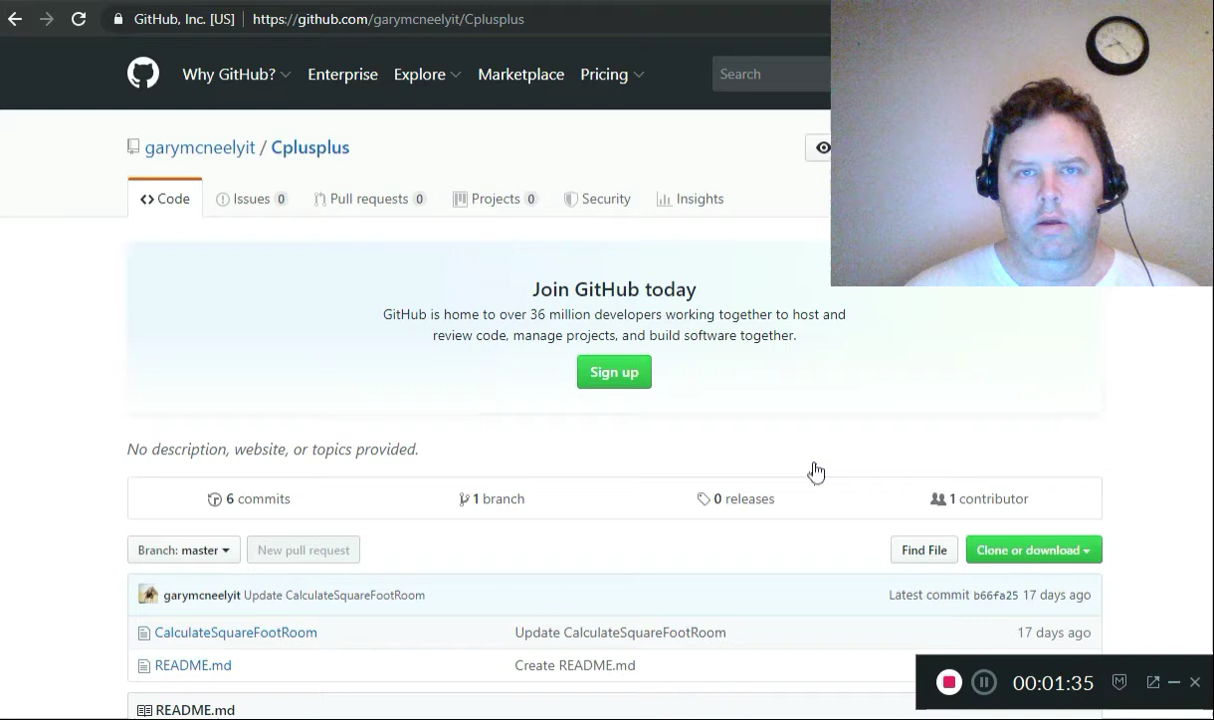 GitHub, Inc. [US] https://github.com/garymcneelyit/Cplusplus
Why GitHub? Enterprise Explore Marketplace Pricing Search
garymcneelyit / Cplusplus
Code Issues 0 Pull requests 0 Projects 0 Security Insights
Join GitHub today
GitHub is home to over 36 million developers working together to host and
review code, manage projects, and build software together.
Sign up
No description, website, or topics provided.
6 commits 1 branch 0 releases 1 contributor
Branch: master New pull request Find File Clone or download
garymcneelyit Update CalculateSquareFootRoom Latest commit b66fa25 17 days ago
CalculateSquareFootRoom Update CalculateSquareFootRoom 17 days ago
README.md Create README.md
00:01:35
README.md